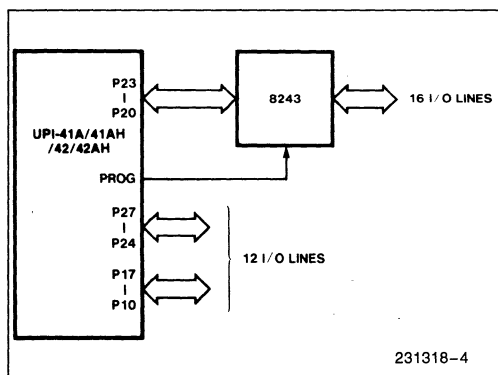 P23
I
P20
UPI-41A/41AH
/42/42AH
PROG
P27
I
P24
P17
I
P10
8243
16 I/O LINES
12 I/O LINES
231318-4